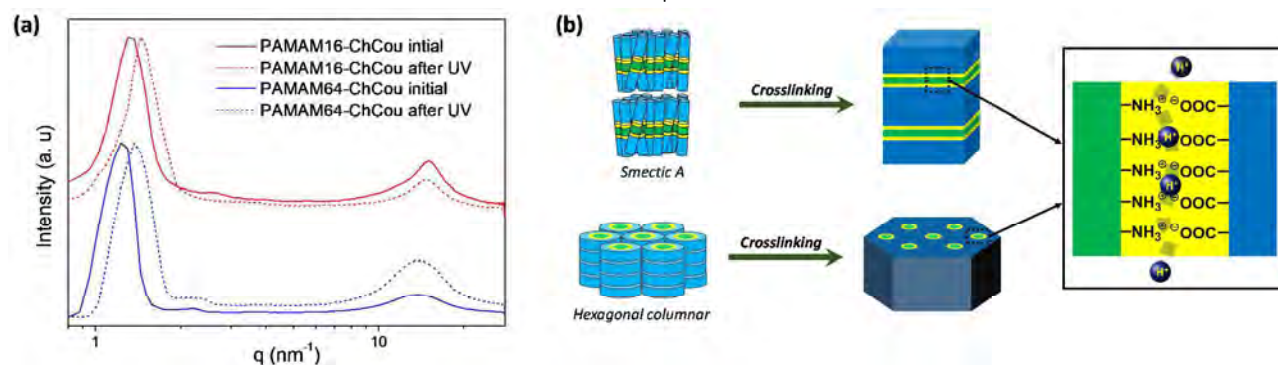 (a)
PAMAM16-ChCou intial
PAMAM16-ChCou after UV
PAMAM64-ChCou initial
PAMAM64-ChCou after UV
Intensity (a. u)
1
10
q (nm⁻¹)
(b)
Smectic A
Crosslinking
Hexagonal columnar
Crosslinking
H⁺
NH₃ ⊕ ⊖ OOC
NH₃ ⊕ H⁺ ⊖ OOC
NH₃ ⊕ ⊖ OOC
H⁺
NH₃ ⊕ ⊖ OOC
NH₃ ⊕ ⊖ OOC
H⁺